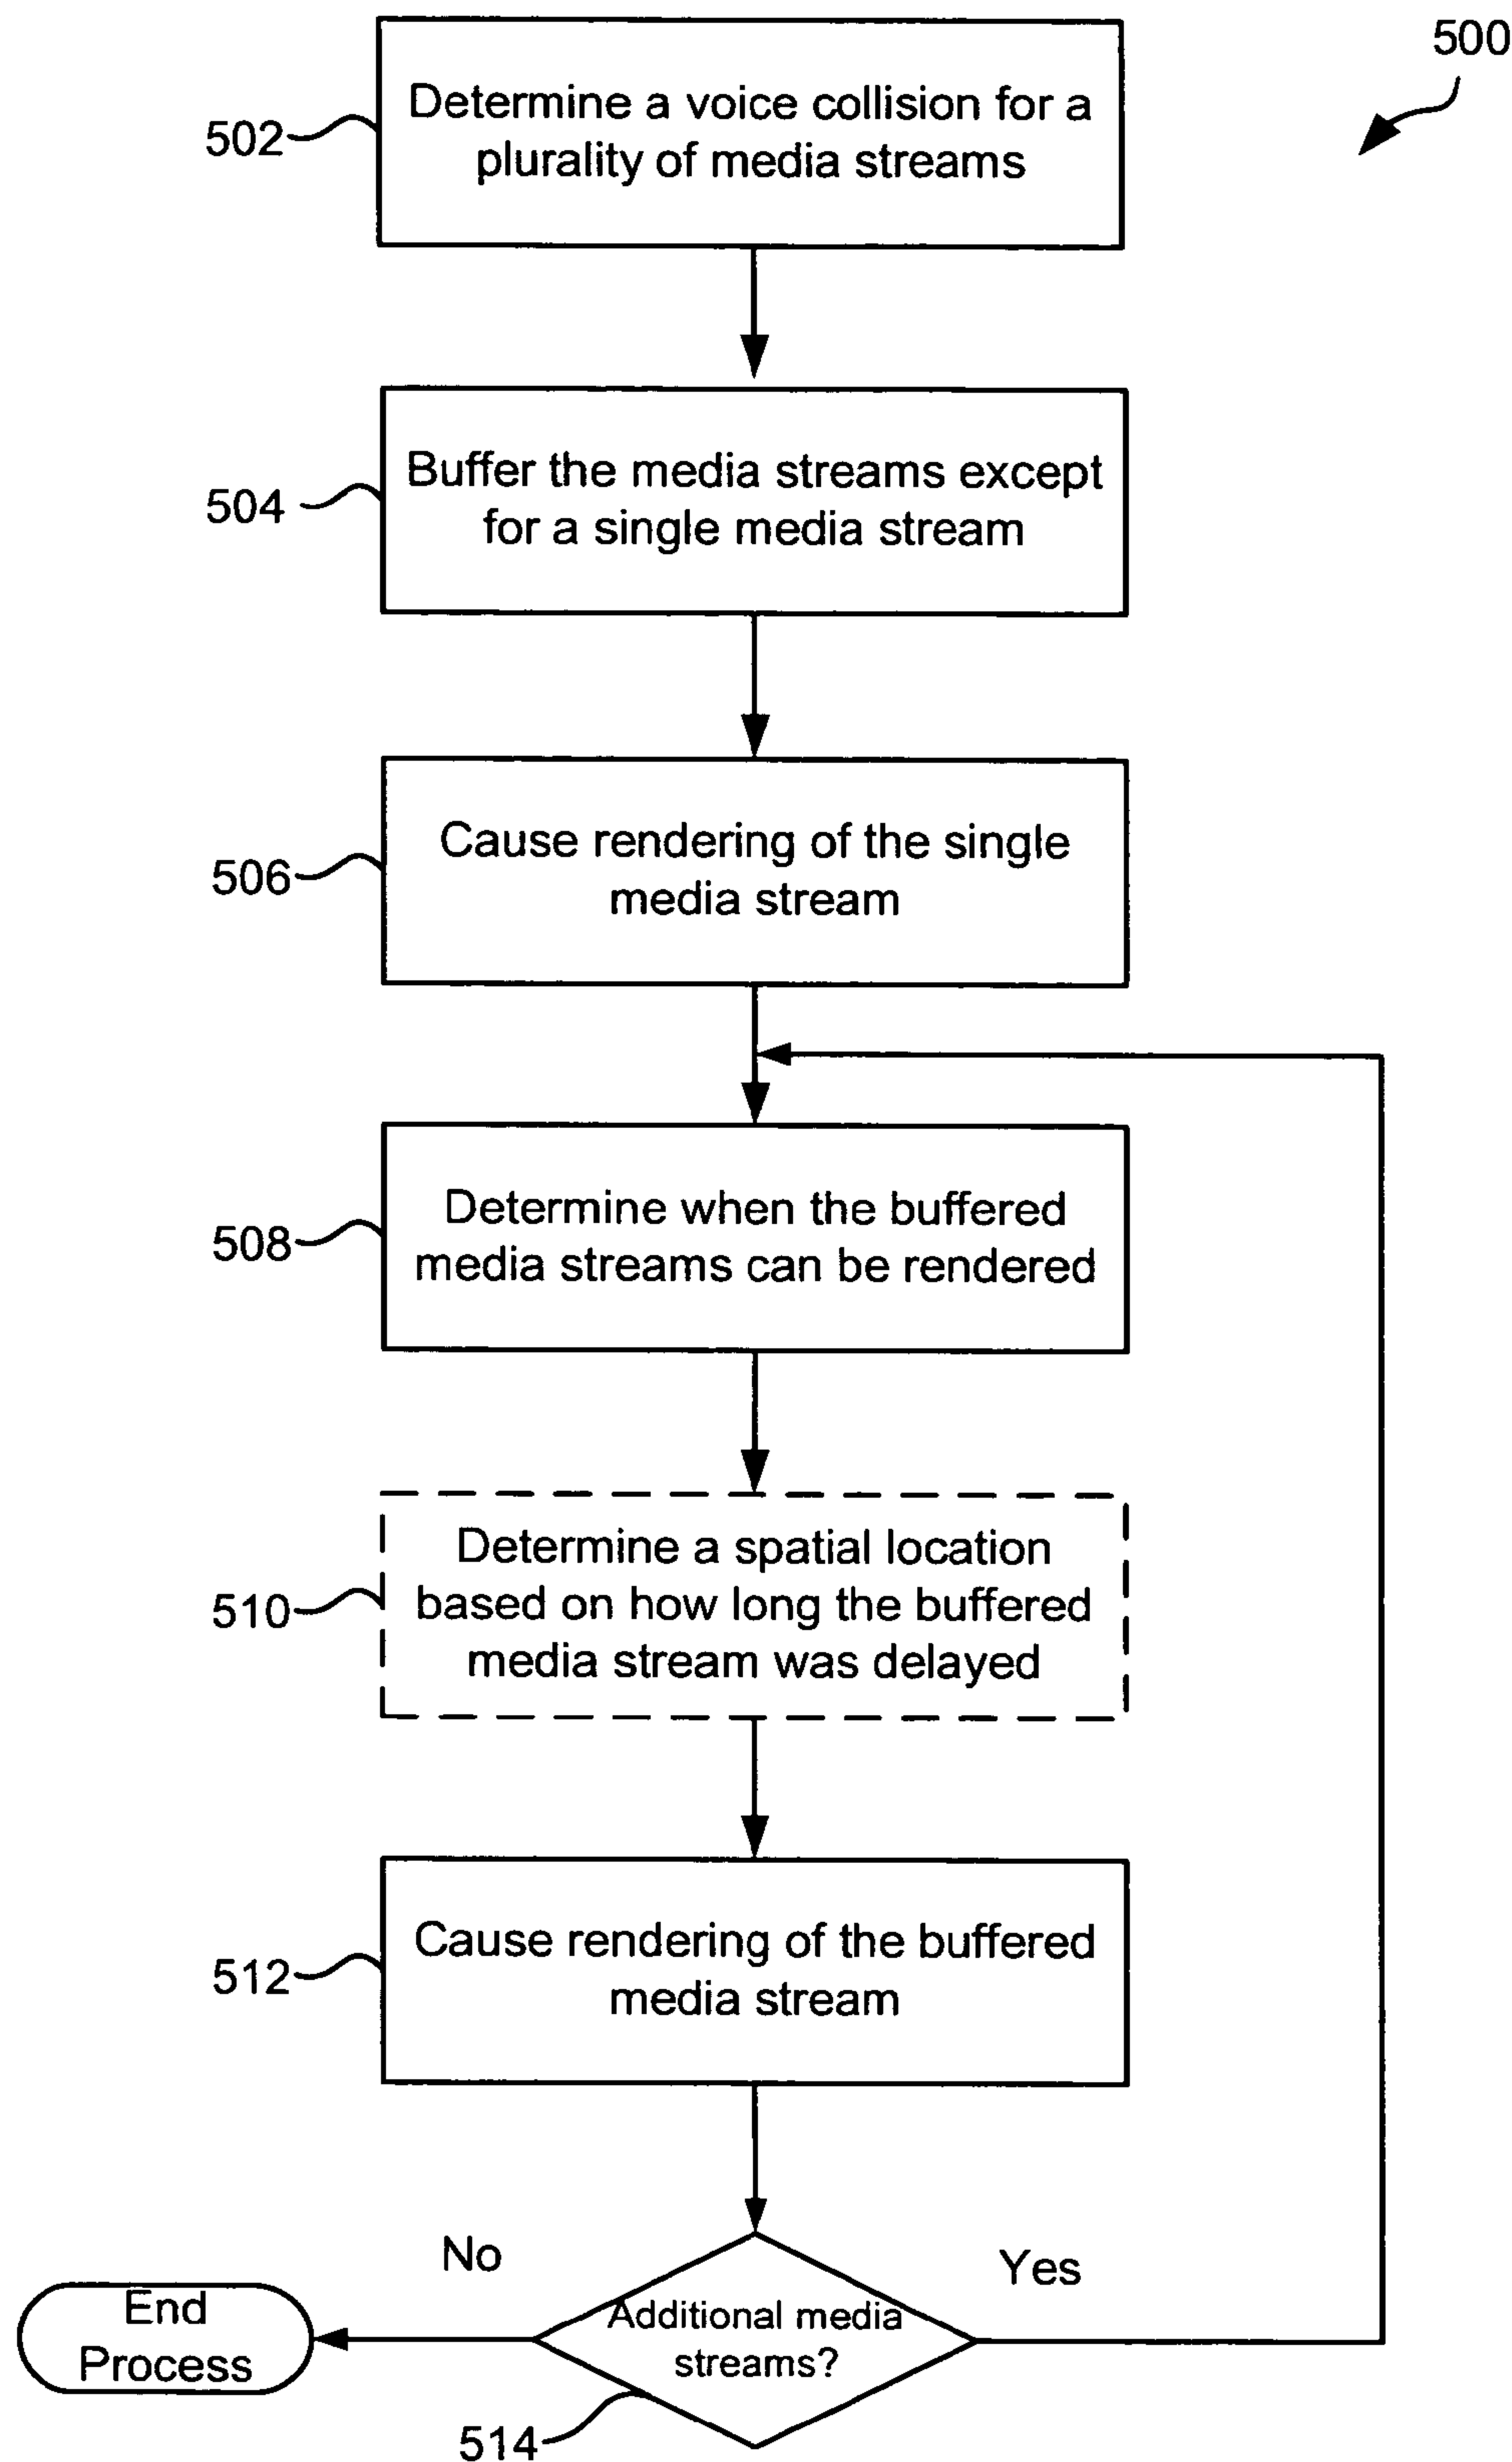 500
502
Determine a voice collision for a
plurality of media streams
504
Buffer the media streams except
for a single media stream
506
Cause rendering of the single
media stream
508
Determine when the buffered
media streams can be rendered
510
Determine a spatial location
based on how long the buffered
media stream was delayed
512
Cause rendering of the buffered
media stream
No
Yes
End
Process
Additional media
streams?
514